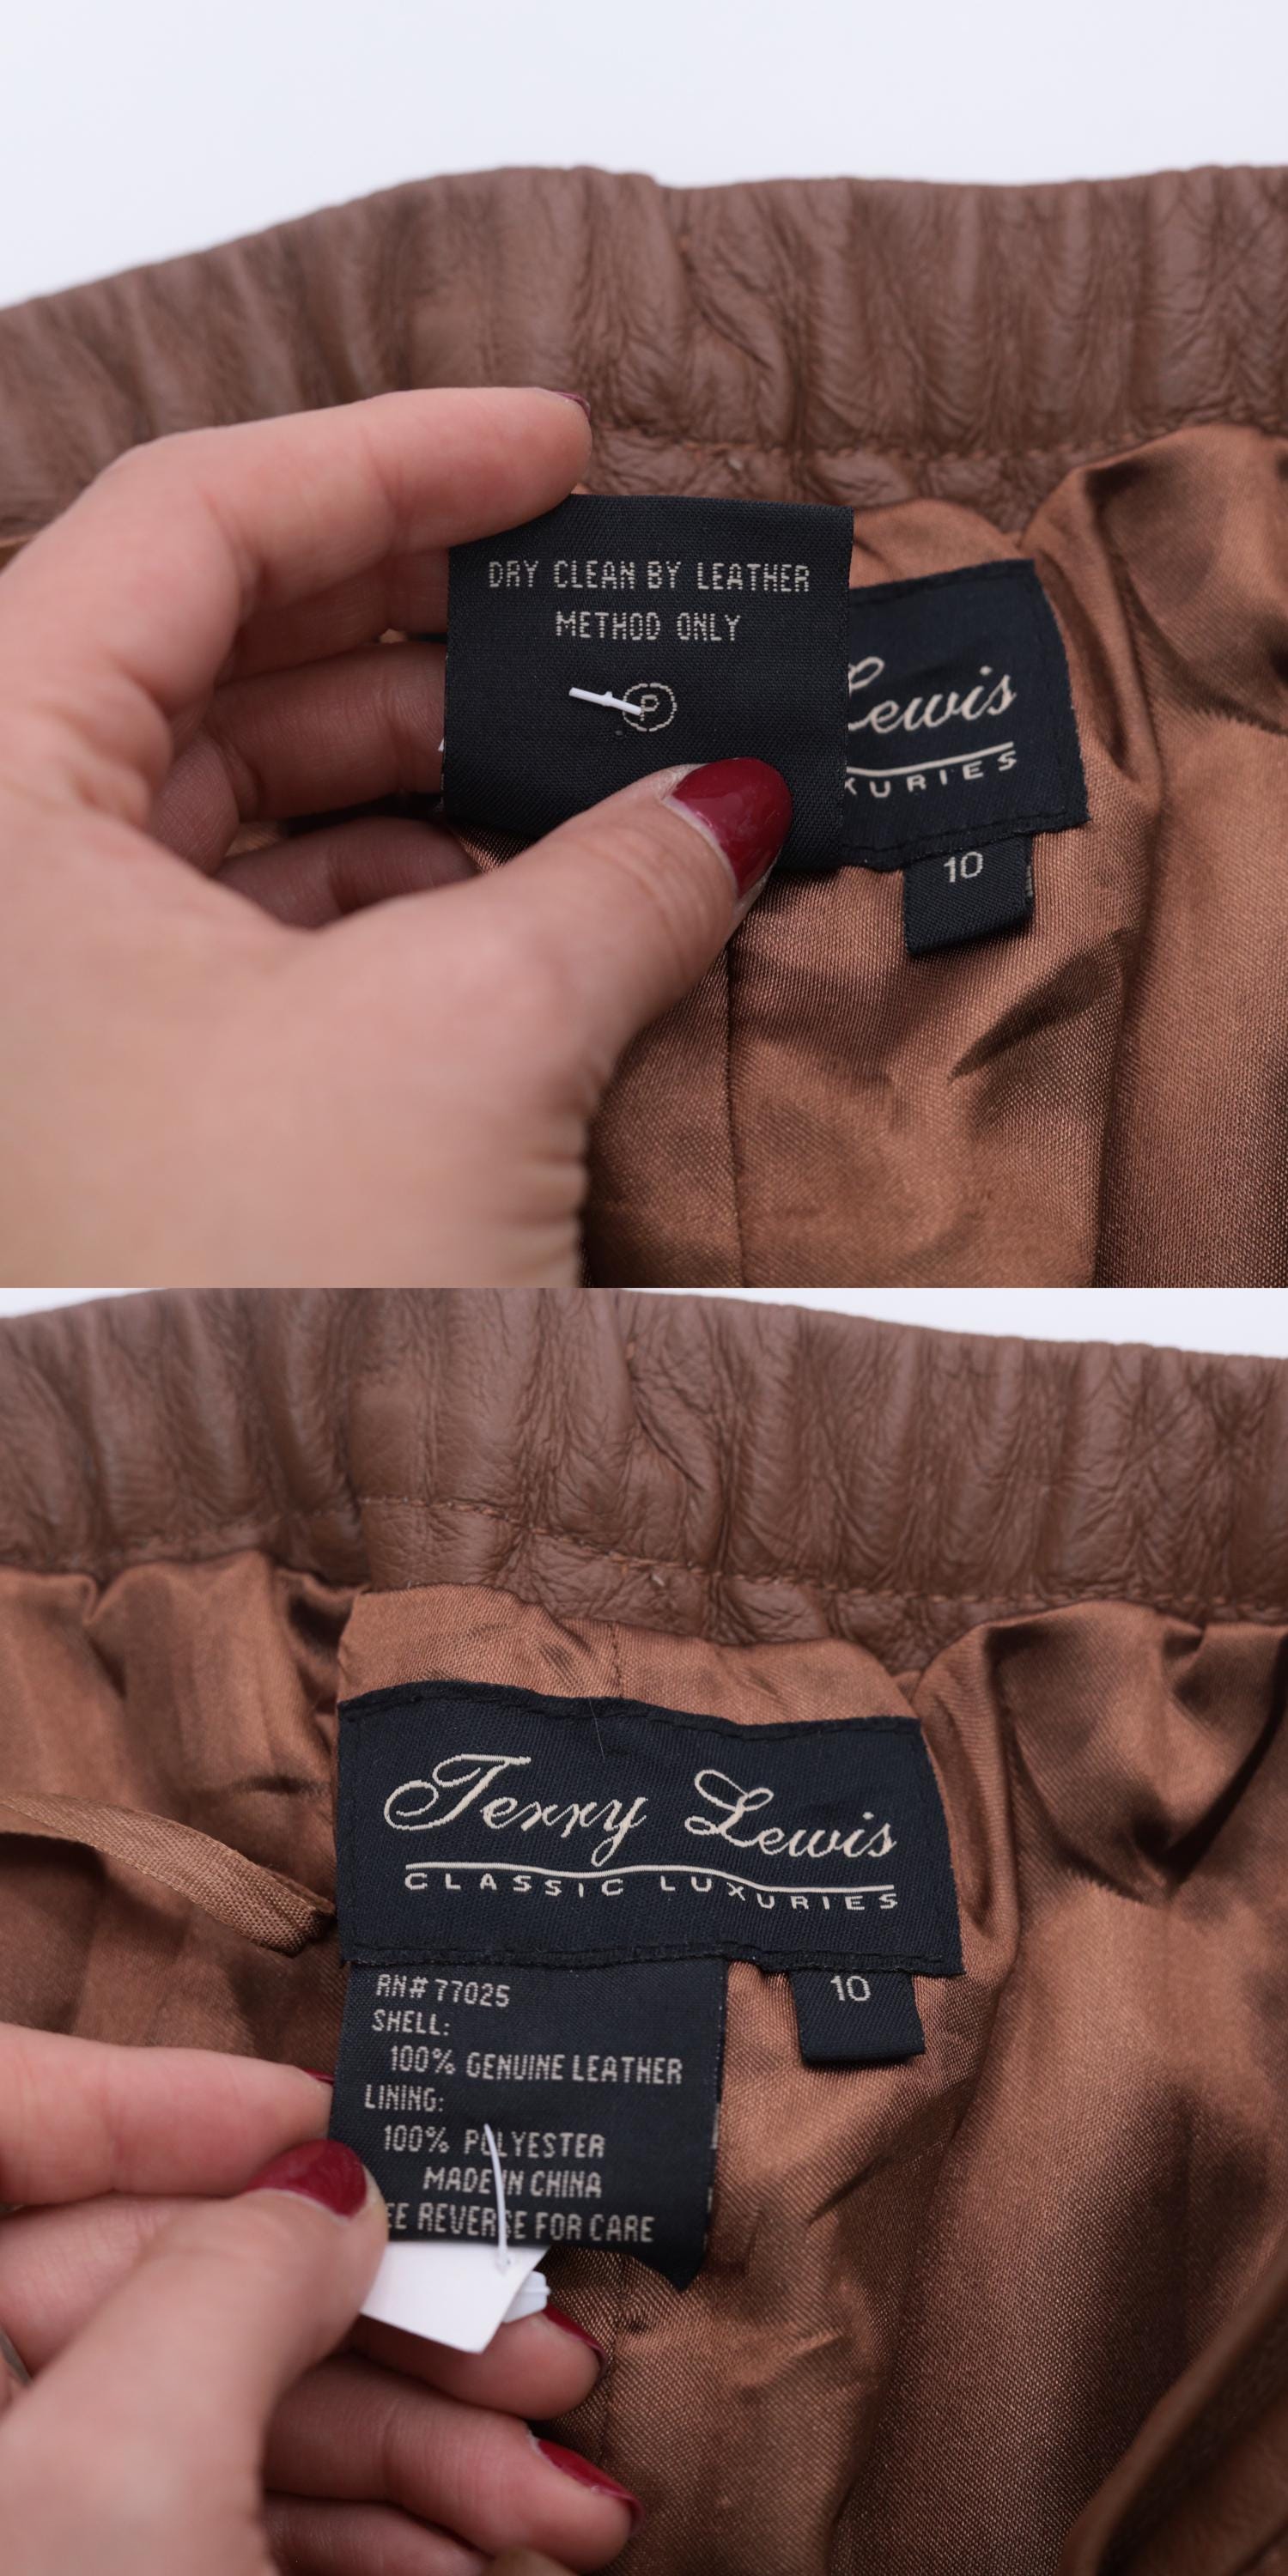 DRY CLEAN BY LEATHER
METHOD ONLY
P
Lewis
XURIES
10
Terry Lewis
CLASSIC LUXURIES
10
RN# 77025
SHELL:
100% GENUINE LEATHER
LINING:
100% POLYESTER
MADE IN CHINA
EE REVERSE FOR CARE